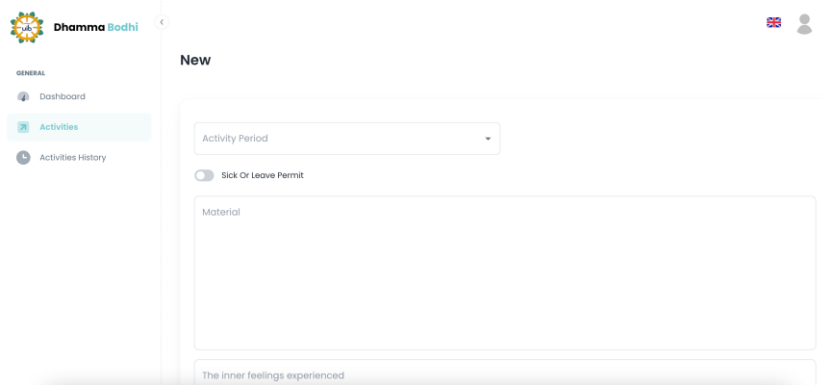 uib
Dhamma Bodhi
GENERAL
Dashboard
Activities
Activities History
New
Activity Period
Sick Or Leave Permit
Material
The inner feelings experienced